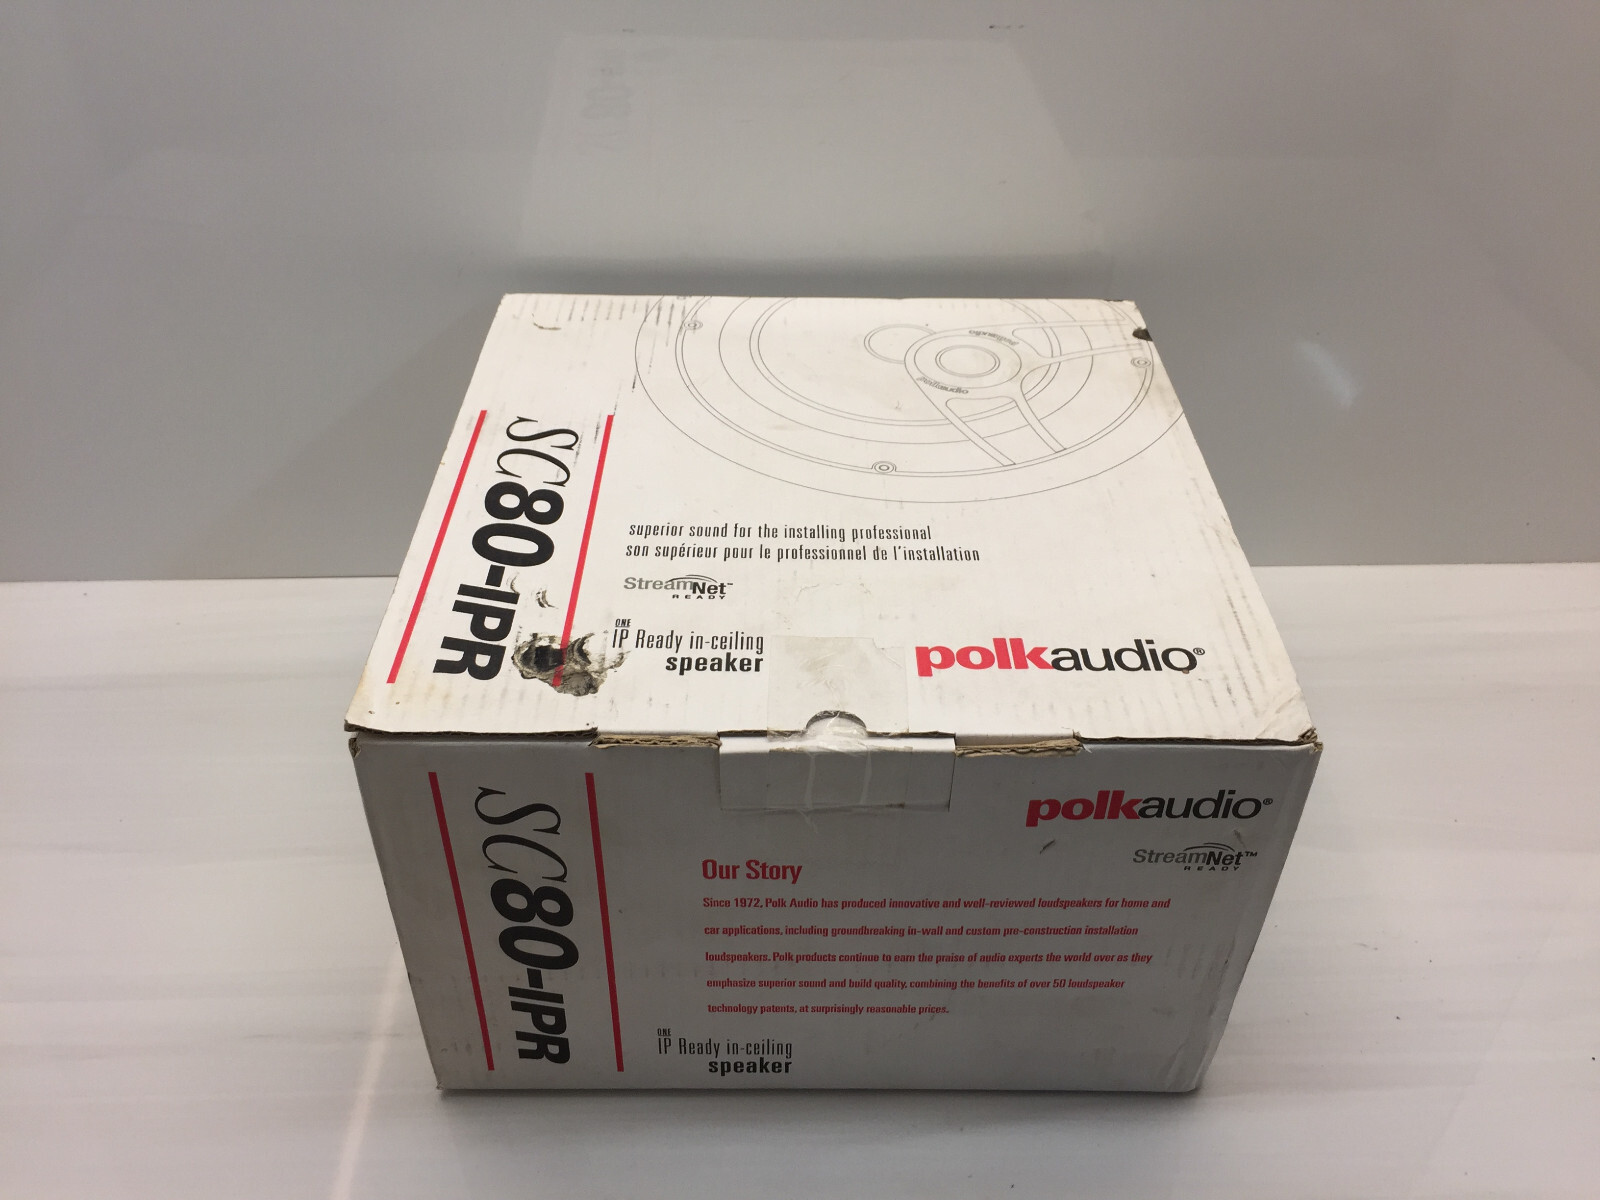 polkaudio
polkaudio
SC80-IPR
superior sound for the installing professional
son supérieur pour le professionnel de l'installation
StreamNet™
READY
ONE
IP Ready in-ceiling
speaker
polkaudio®
SC80-IPR
polkaudio®
StreamNet™
READY
Our Story
Since 1972, Polk Audio has produced innovative and well-reviewed loudspeakers for home and
car applications, including groundbreaking in-wall and custom pre-construction installation
loudspeakers. Polk products continue to earn the praise of audio experts the world over as they
emphasize superior sound and build quality, combining the benefits of over 50 loudspeaker
technology patents, at surprisingly reasonable prices.
ONE
IP Ready in-ceiling
speaker